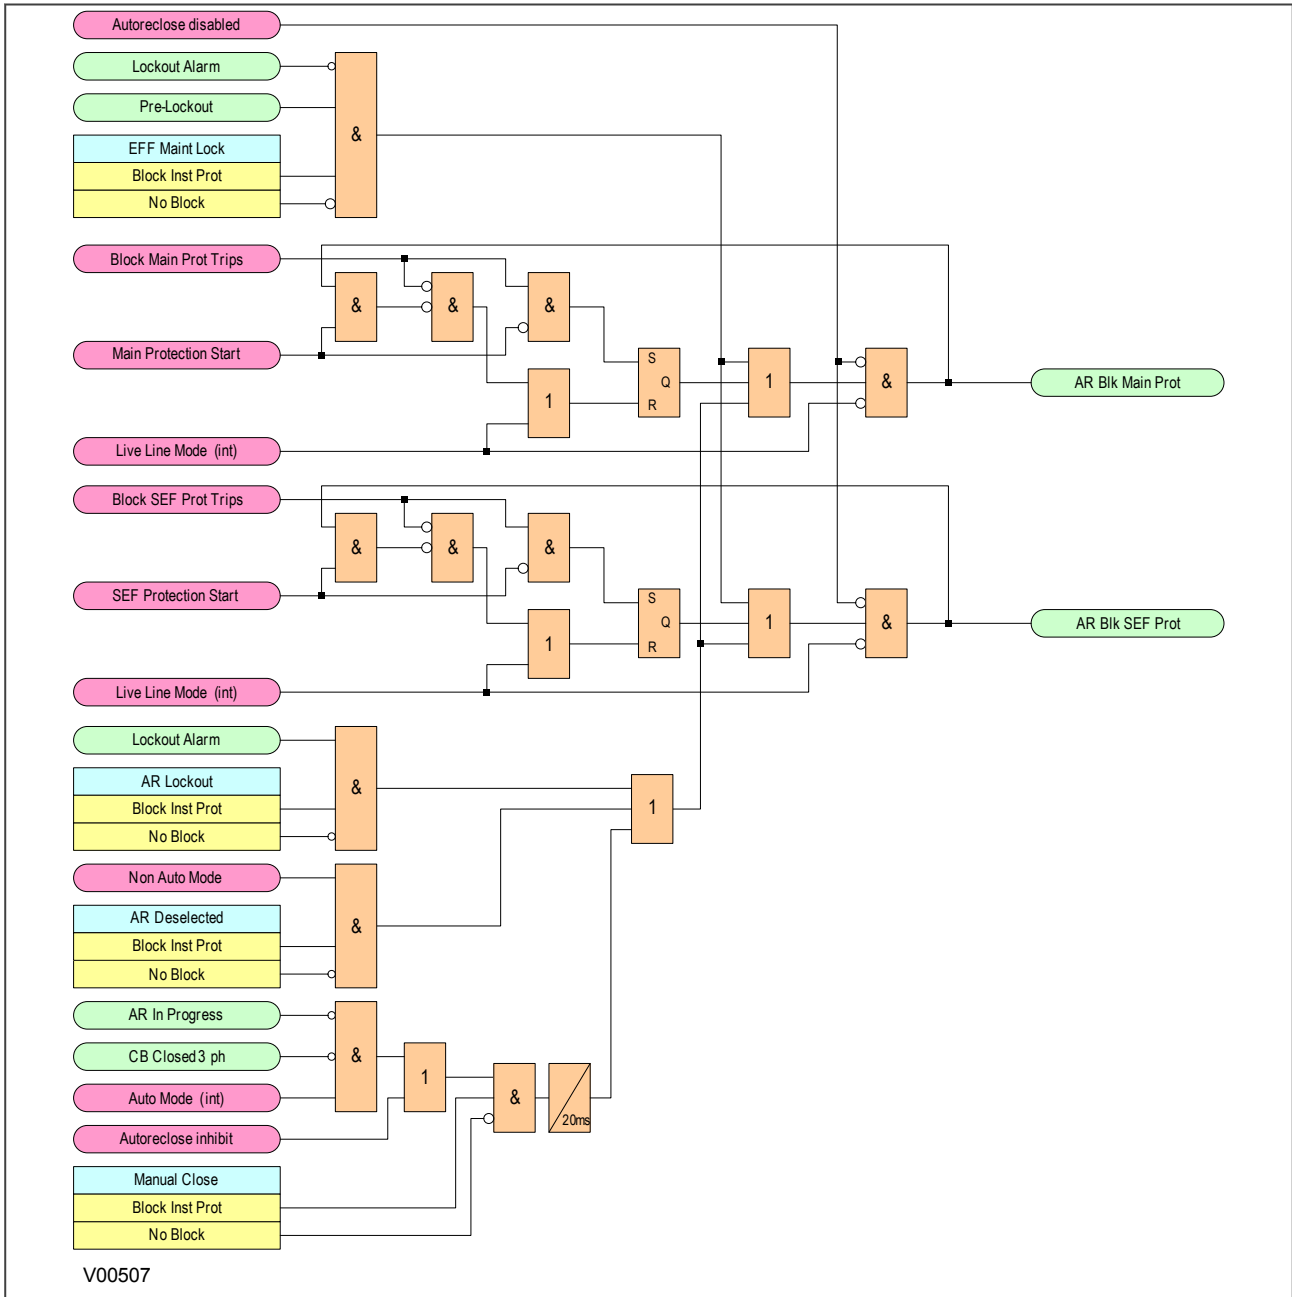 Autoreclose disabled
Lockout Alarm
Pre-Lockout
&
EFF Maint Lock
Block Inst Prot
No Block
Block Main Prot Trips
&
&
&
Main Protection Start
S
Q
R
1
1
&
AR Blk Main Prot
Live Line Mode (int)
Block SEF Prot Trips
&
&
&
SEF Protection Start
S
Q
R
1
1
&
AR Blk SEF Prot
Live Line Mode (int)
Lockout Alarm
&
AR Lockout
Block Inst Prot
No Block
1
Non Auto Mode
&
AR Deselected
Block Inst Prot
No Block
AR In Progress
CB Closed 3 ph
&
1
Auto Mode (int)
&
20ms
Autoreclose inhibit
Manual Close
Block Inst Prot
No Block
V00507